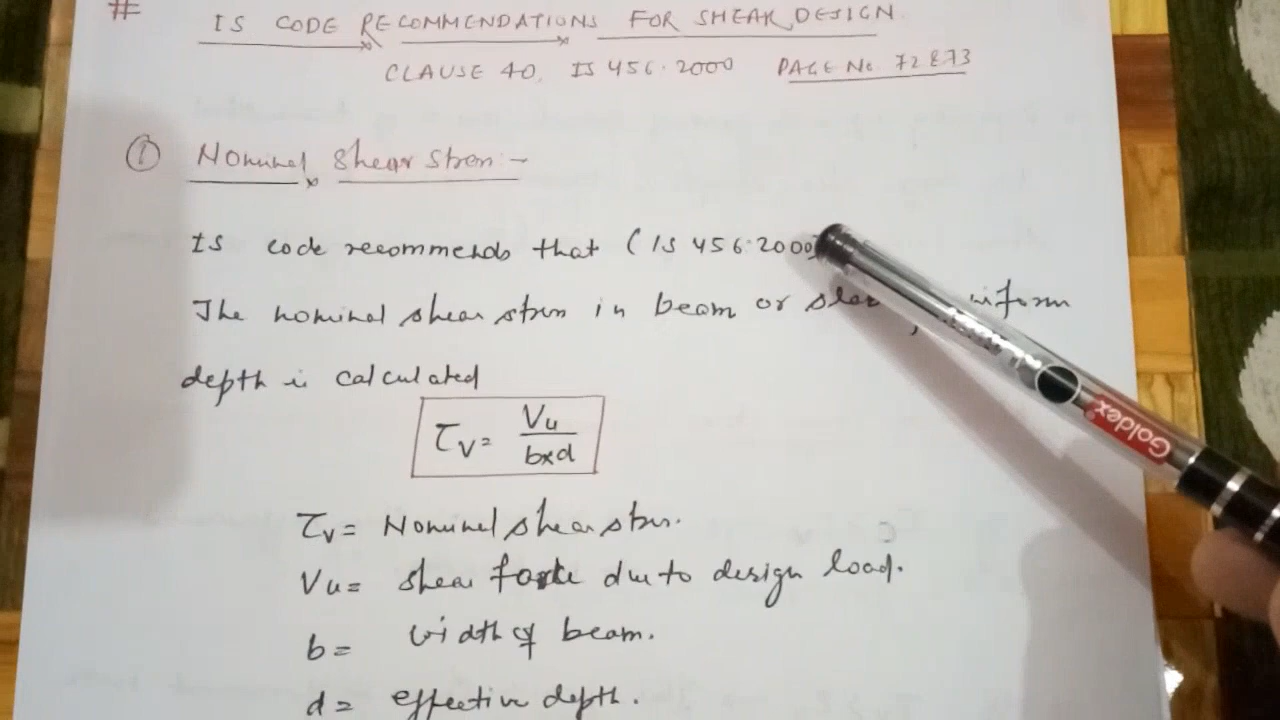 # IS CODE RECOMMENDATIONS FOR SHEAR DESIGN
CLAUSE 40, IS 456:2000 PAGE No. 72 & 73
① Nominal shear stress -
IS code recommends that (IS 456:2000)
The nominal shear stress in beam or
depth is calculated
τv = Vu / b×d
τv = Nominal shear stress.
Vu = shear force due to design load.
b = width of beam.
d = effective depth.
Goldex